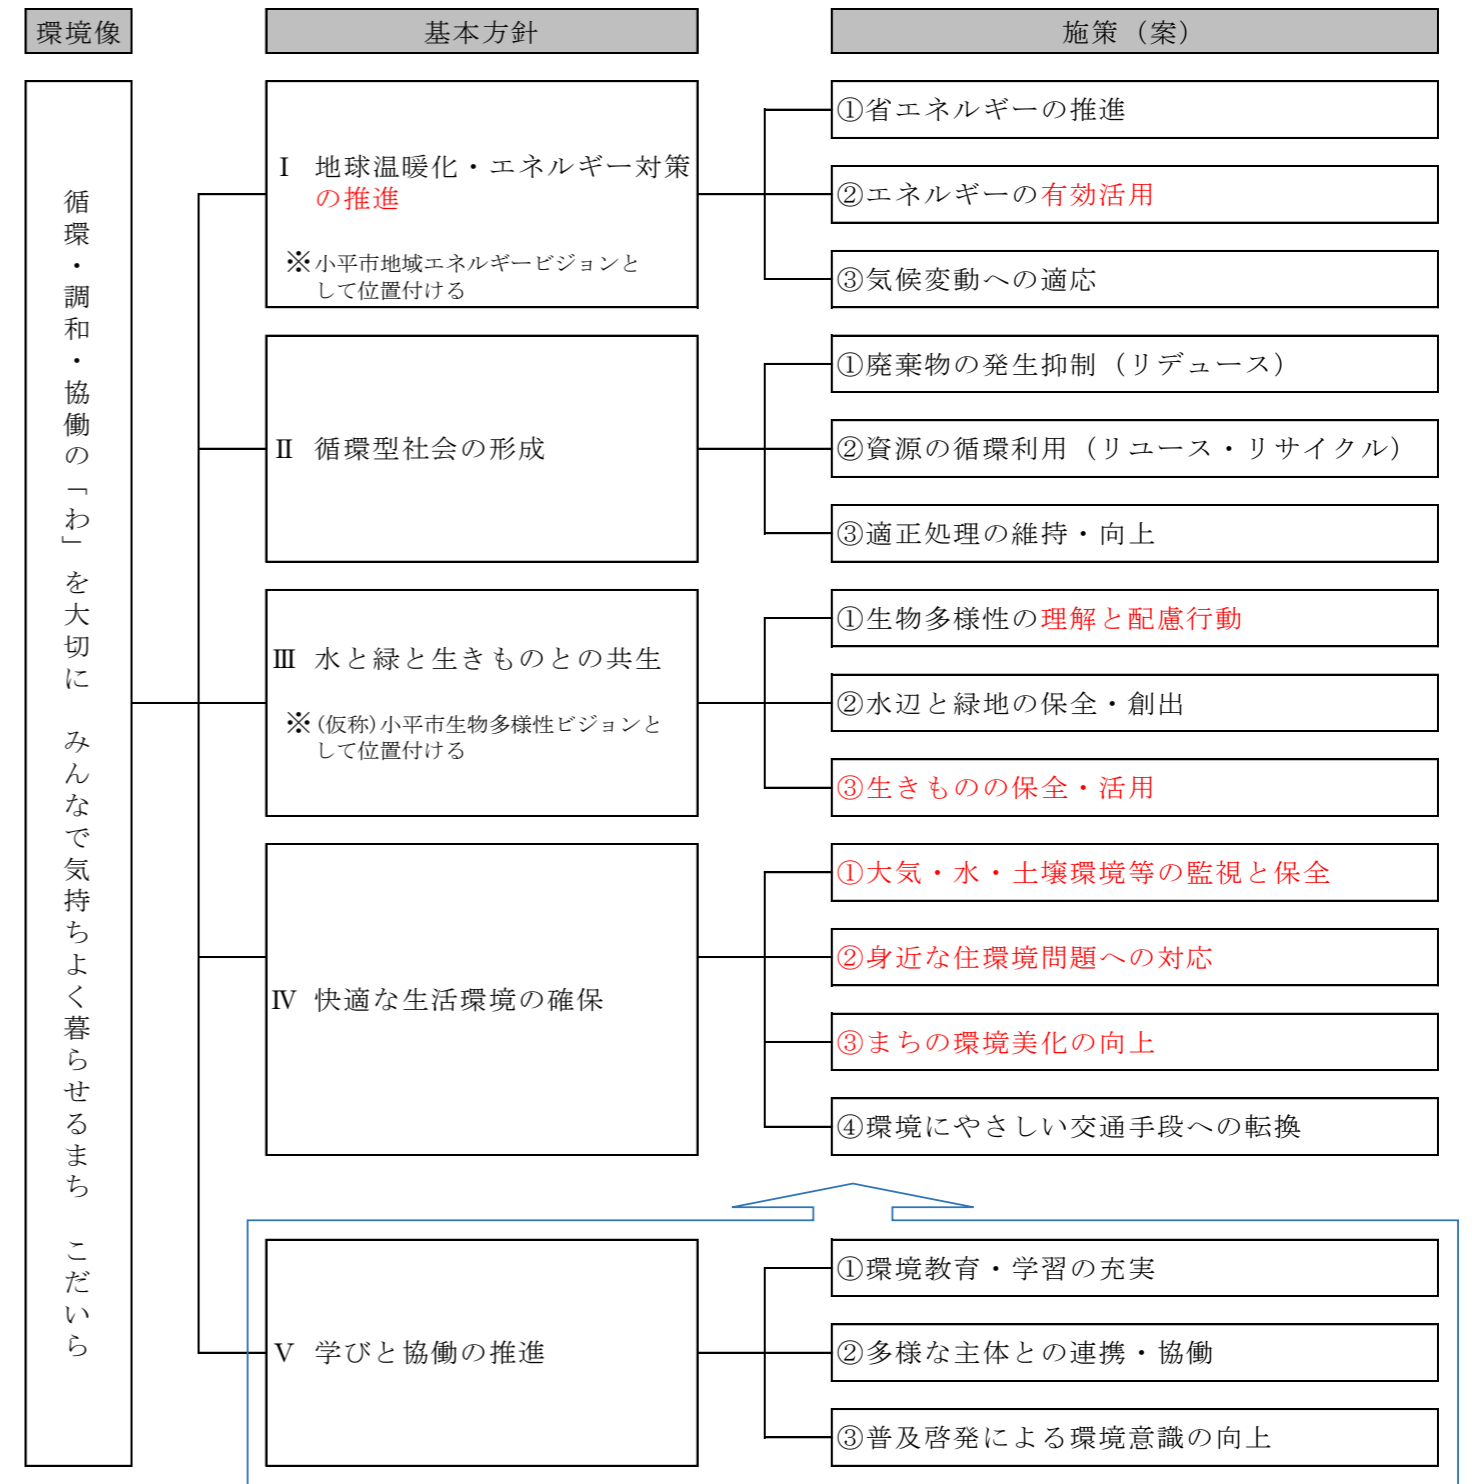 環境像
基本方針
施策（案）
循環・調和・協働の「わ」を大切に　みんなで気持ちよく暮らせるまち　こだいら
Ⅰ　地球温暖化・エネルギー対策
の推進
※小平市地域エネルギービジョンと
して位置付ける
①省エネルギーの推進
②エネルギーの有効活用
③気候変動への適応
Ⅱ　循環型社会の形成
①廃棄物の発生抑制（リデュース）
②資源の循環利用（リユース・リサイクル）
③適正処理の維持・向上
Ⅲ　水と緑と生きものとの共生
※(仮称)小平市生物多様性ビジョンと
して位置付ける
①生物多様性の理解と配慮行動
②水辺と緑地の保全・創出
③生きものの保全・活用
Ⅳ　快適な生活環境の確保
①大気・水・土壌環境等の監視と保全
②身近な住環境問題への対応
③まちの環境美化の向上
④環境にやさしい交通手段への転換
Ⅴ　学びと協働の推進
①環境教育・学習の充実
②多様な主体との連携・協働
③普及啓発による環境意識の向上